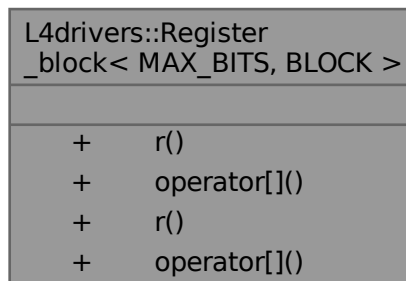 L4drivers::Register
_block< MAX_BITS, BLOCK >
+ r()
+ operator[]()
+ r()
+ operator[]()